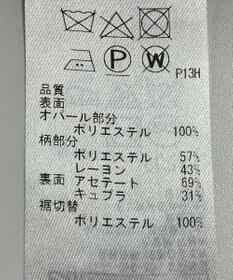 P W P13H
品質
表面
オパール部分
ポリエステル 100%
柄部分
ポリエステル 57%
レーヨン 43%
裏面 アセテート 69%
キュプラ 31%
裾切替
ポリエステル 100%